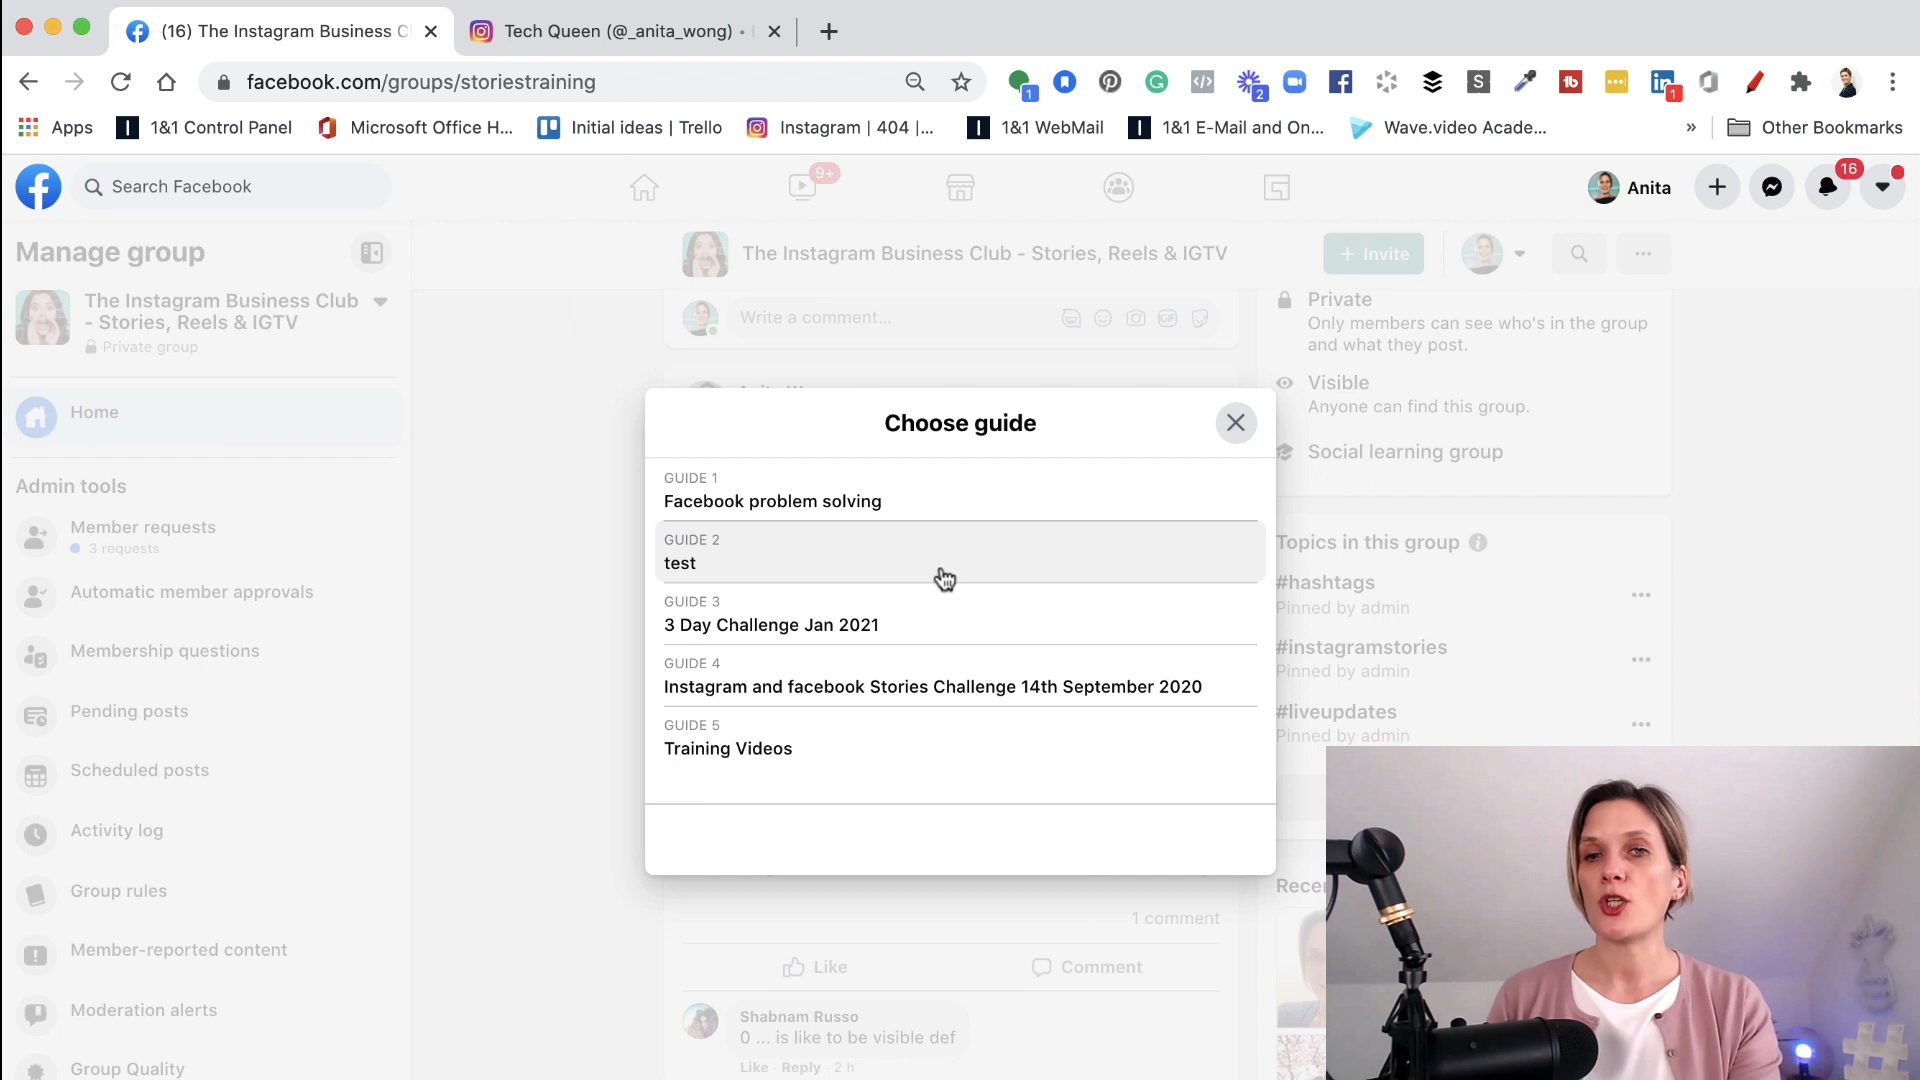 (16) The Instagram Business Cl
Tech Queen (@_anita_wong) •
facebook.com/groups/storiestraining
1
2
1
Apps
1&1 Control Panel
Microsoft Office H...
Initial ideas | Trello
Instagram | 404 |...
1&1 WebMail
1&1 E-Mail and On...
Wave.video Acade...
»
Other Bookmarks
Search Facebook
9+
Anita
16
Manage group
The Instagram Business Club
- Stories, Reels & IGTV
Private group
Home
Admin tools
Member requests
3 requests
Automatic member approvals
Membership questions
Pending posts
Scheduled posts
Activity log
Group rules
Member-reported content
Moderation alerts
Group Quality
The Instagram Business Club - Stories, Reels & IGTV
+ Invite
Write a comment...
GIF
Choose guide
GUIDE 1
Facebook problem solving
GUIDE 2
test
GUIDE 3
3 Day Challenge Jan 2021
GUIDE 4
Instagram and facebook Stories Challenge 14th September 2020
GUIDE 5
Training Videos
1 comment
Like
Comment
Shabnam Russo
0 ... is like to be visible def
Like · Reply · 2 h
Private
Only members can see who's in the group
and what they post.
Visible
Anyone can find this group.
Social learning group
Topics in this group
#hashtags
Pinned by admin
#instagramstories
Pinned by admin
#liveupdates
Pinned by admin
Recen